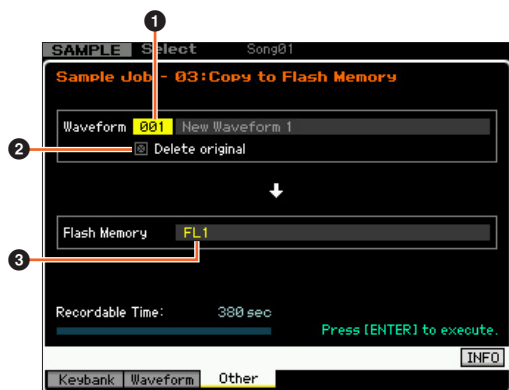 1
SAMPLE Select Song01
Sample Job - 03:Copy to Flash Memory
Waveform 001 New Waveform 1
2
Delete original
Flash Memory FL1
3
Recordable Time: 380 sec
Press [ENTER] to execute.
INFO
Keybank Waveform Other